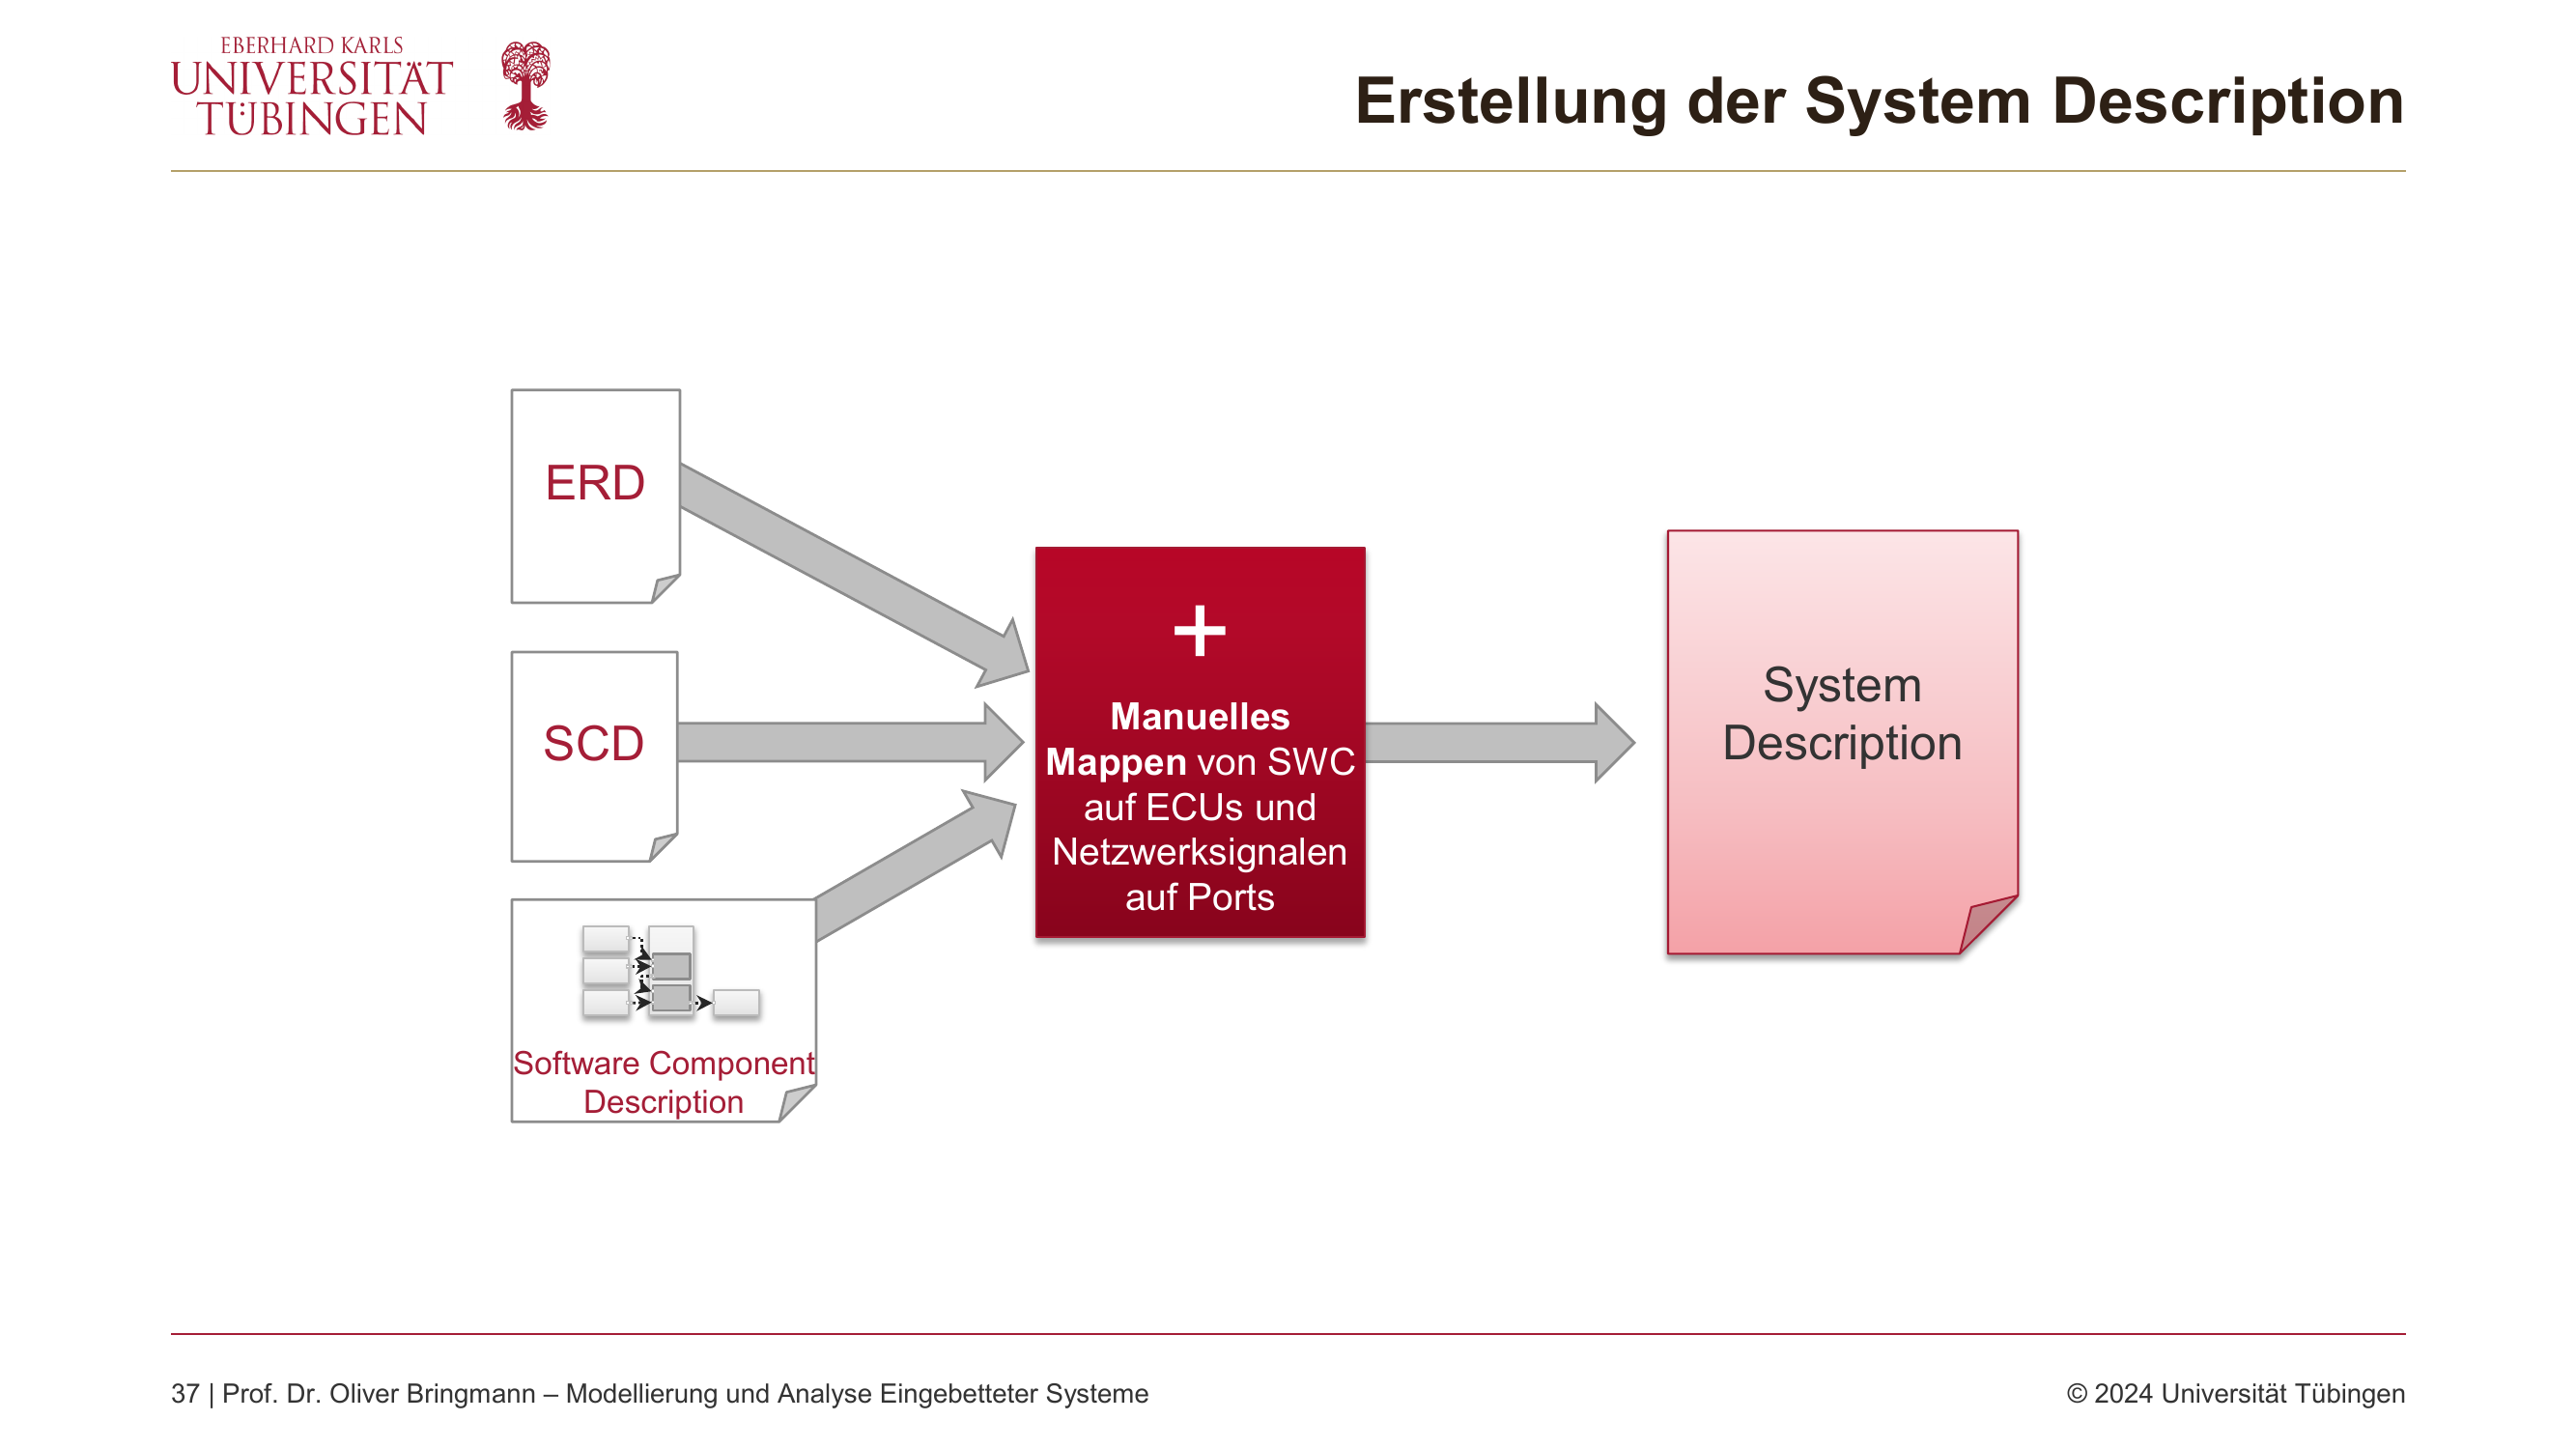 EBERHARD KARLS
UNIVERSITÄT
TÜBINGEN
Erstellung der System Description
ERD
SCD
Software Component
Description
+
Manuelles
Mappen von SWC
auf ECUs und
Netzwerksignalen
auf Ports
System
Description
37 | Prof. Dr. Oliver Bringmann – Modellierung und Analyse Eingebetteter Systeme
© 2024 Universität Tübingen